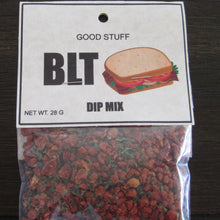 GOOD STUFF
BLT
DIP MIX
NET WT. 28 G